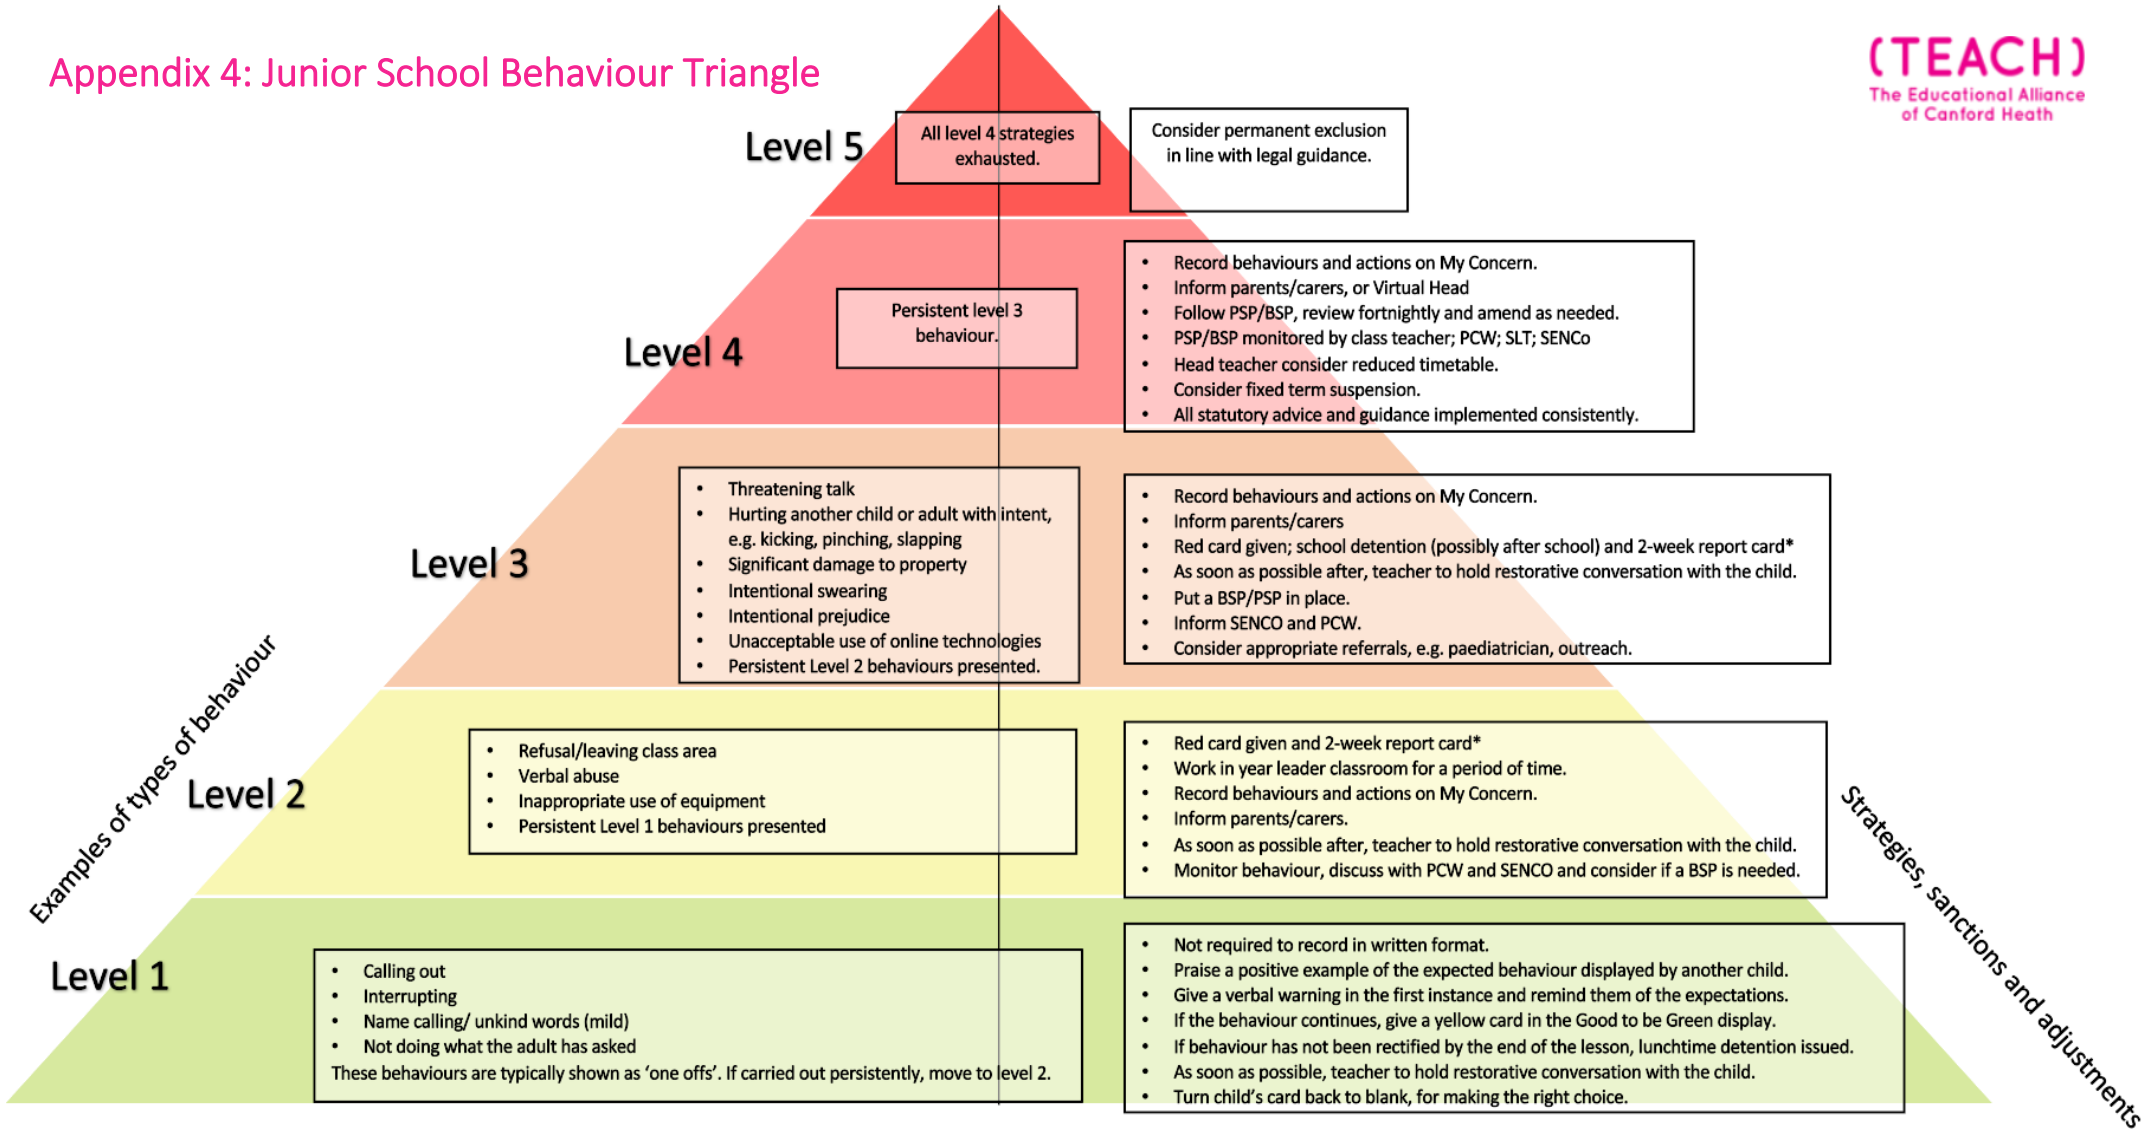 Appendix 4: Junior School Behaviour Triangle
(TEACH)
The Educational Alliance
of Canford Heath
Level 5
All level 4 strategies
exhausted.
Consider permanent exclusion
in line with legal guidance.
Level 4
Persistent level 3
behaviour.
• Record behaviours and actions on My Concern.
• Inform parents/carers, or Virtual Head
• Follow PSP/BSP, review fortnightly and amend as needed.
• PSP/BSP monitored by class teacher; PCW; SLT; SENCo
• Head teacher consider reduced timetable.
• Consider fixed term suspension.
• All statutory advice and guidance implemented consistently.
Level 3
• Threatening talk
• Hurting another child or adult with intent,
e.g. kicking, pinching, slapping
• Significant damage to property
• Intentional swearing
• Intentional prejudice
• Unacceptable use of online technologies
• Persistent Level 2 behaviours presented.
• Record behaviours and actions on My Concern.
• Inform parents/carers
• Red card given; school detention (possibly after school) and 2-week report card*
• As soon as possible after, teacher to hold restorative conversation with the child.
• Put a BSP/PSP in place.
• Inform SENCO and PCW.
• Consider appropriate referrals, e.g. paediatrician, outreach.
Examples of types of behaviour
Level 2
• Refusal/leaving class area
• Verbal abuse
• Inappropriate use of equipment
• Persistent Level 1 behaviours presented
• Red card given and 2-week report card*
• Work in year leader classroom for a period of time.
• Record behaviours and actions on My Concern.
• Inform parents/carers.
• As soon as possible after, teacher to hold restorative conversation with the child.
• Monitor behaviour, discuss with PCW and SENCO and consider if a BSP is needed.
Strategies, sanctions and adjustments
Level 1
• Calling out
• Interrupting
• Name calling/ unkind words (mild)
• Not doing what the adult has asked
These behaviours are typically shown as ‘one offs’. If carried out persistently, move to level 2.
• Not required to record in written format.
• Praise a positive example of the expected behaviour displayed by another child.
• Give a verbal warning in the first instance and remind them of the expectations.
• If the behaviour continues, give a yellow card in the Good to be Green display.
• If behaviour has not been rectified by the end of the lesson, lunchtime detention issued.
• As soon as possible, teacher to hold restorative conversation with the child.
• Turn child’s card back to blank, for making the right choice.